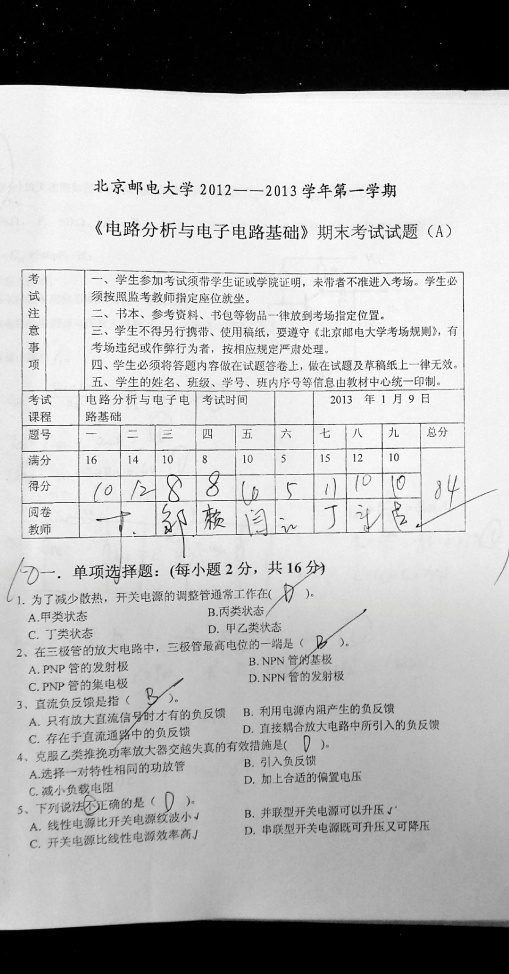 北京邮电大学 2012——2013 学年第一学期
《电路分析与电子电路基础》期末考试试题（A）
考试注意事项
一、学生参加考试须带学生证或学院证明，未带者不准进入考场。学生必
须按照监考教师指定座位就坐。
二、书本、参考资料、书包等物品一律放到考场指定位置。
三、学生不得另行携带、使用稿纸，要遵守《北京邮电大学考场规则》，有
考场违纪或作弊行为者，按相应规定严肃处理。
四、学生必须将答题内容做在试题答卷上，做在试题及草稿纸上一律无效。
五、学生的姓名、班级、学号、班内序号等信息由教材中心统一印制。
考试课程 电路分析与电子电路基础 考试时间 2013 年 1 月 9 日
题号 一 二 三 四 五 六 七 八 九 总分
满分 16 14 10 8 10 5 15 12 10
得分 10 12 8 8 10 5 11 10 10 84
阅卷教师
10 一．单项选择题：(每小题 2 分，共 16 分)
1. 为了减少散热，开关电源的调整管通常工作在( D )。
A.甲类状态 B.丙类状态
C. 丁类状态 D. 甲乙类状态
2、在三极管的放大电路中，三极管最高电位的一端是（ B ）。
A. PNP 管的发射极 B. NPN 管的基极
C. PNP 管的集电极 D. NPN 管的发射极
3、直流负反馈是指（ B ）。
A. 只有放大直流信号时才有的负反馈 B. 利用电源内阻产生的负反馈
C. 存在于直流通路中的负反馈 D. 直接耦合放大电路中所引入的负反馈
4、克服乙类推挽功率放大器交越失真的有效措施是( D )。
A.选择一对特性相同的功放管 B. 引入负反馈
C. 减小负载电阻 D. 加上合适的偏置电压
5、下列说法不正确的是（ D ）。
A. 线性电源比开关电源纹波小√ B. 并联型开关电源可以升压√
C. 开关电源比线性电源效率高√ D. 串联型开关电源既可升压又可降压